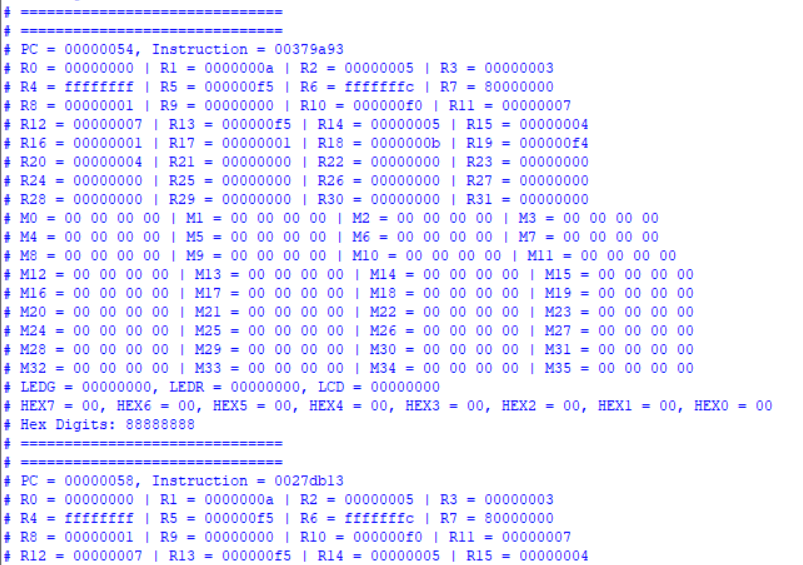 # ==============================
# ==============================
# PC = 00000054, Instruction = 00379a93
# R0 = 00000000 | R1 = 0000000a | R2 = 00000005 | R3 = 00000003
# R4 = ffffffff | R5 = 000000f5 | R6 = fffffffc | R7 = 80000000
# R8 = 00000001 | R9 = 00000000 | R10 = 000000f0 | R11 = 00000007
# R12 = 00000007 | R13 = 000000f5 | R14 = 00000005 | R15 = 00000004
# R16 = 00000001 | R17 = 00000001 | R18 = 0000000b | R19 = 000000f4
# R20 = 00000004 | R21 = 00000000 | R22 = 00000000 | R23 = 00000000
# R24 = 00000000 | R25 = 00000000 | R26 = 00000000 | R27 = 00000000
# R28 = 00000000 | R29 = 00000000 | R30 = 00000000 | R31 = 00000000
# M0 = 00 00 00 00 | M1 = 00 00 00 00 | M2 = 00 00 00 00 | M3 = 00 00 00 00
# M4 = 00 00 00 00 | M5 = 00 00 00 00 | M6 = 00 00 00 00 | M7 = 00 00 00 00
# M8 = 00 00 00 00 | M9 = 00 00 00 00 | M10 = 00 00 00 00 | M11 = 00 00 00 00
# M12 = 00 00 00 00 | M13 = 00 00 00 00 | M14 = 00 00 00 00 | M15 = 00 00 00 00
# M16 = 00 00 00 00 | M17 = 00 00 00 00 | M18 = 00 00 00 00 | M19 = 00 00 00 00
# M20 = 00 00 00 00 | M21 = 00 00 00 00 | M22 = 00 00 00 00 | M23 = 00 00 00 00
# M24 = 00 00 00 00 | M25 = 00 00 00 00 | M26 = 00 00 00 00 | M27 = 00 00 00 00
# M28 = 00 00 00 00 | M29 = 00 00 00 00 | M30 = 00 00 00 00 | M31 = 00 00 00 00
# M32 = 00 00 00 00 | M33 = 00 00 00 00 | M34 = 00 00 00 00 | M35 = 00 00 00 00
# LEDG = 00000000, LEDR = 00000000, LCD = 00000000
# HEX7 = 00, HEX6 = 00, HEX5 = 00, HEX4 = 00, HEX3 = 00, HEX2 = 00, HEX1 = 00, HEX0 = 00
# Hex Digits: 88888888
# ==============================
# ==============================
# PC = 00000058, Instruction = 0027db13
# R0 = 00000000 | R1 = 0000000a | R2 = 00000005 | R3 = 00000003
# R4 = ffffffff | R5 = 000000f5 | R6 = fffffffc | R7 = 80000000
# R8 = 00000001 | R9 = 00000000 | R10 = 000000f0 | R11 = 00000007
# R12 = 00000007 | R13 = 000000f5 | R14 = 00000005 | R15 = 00000004